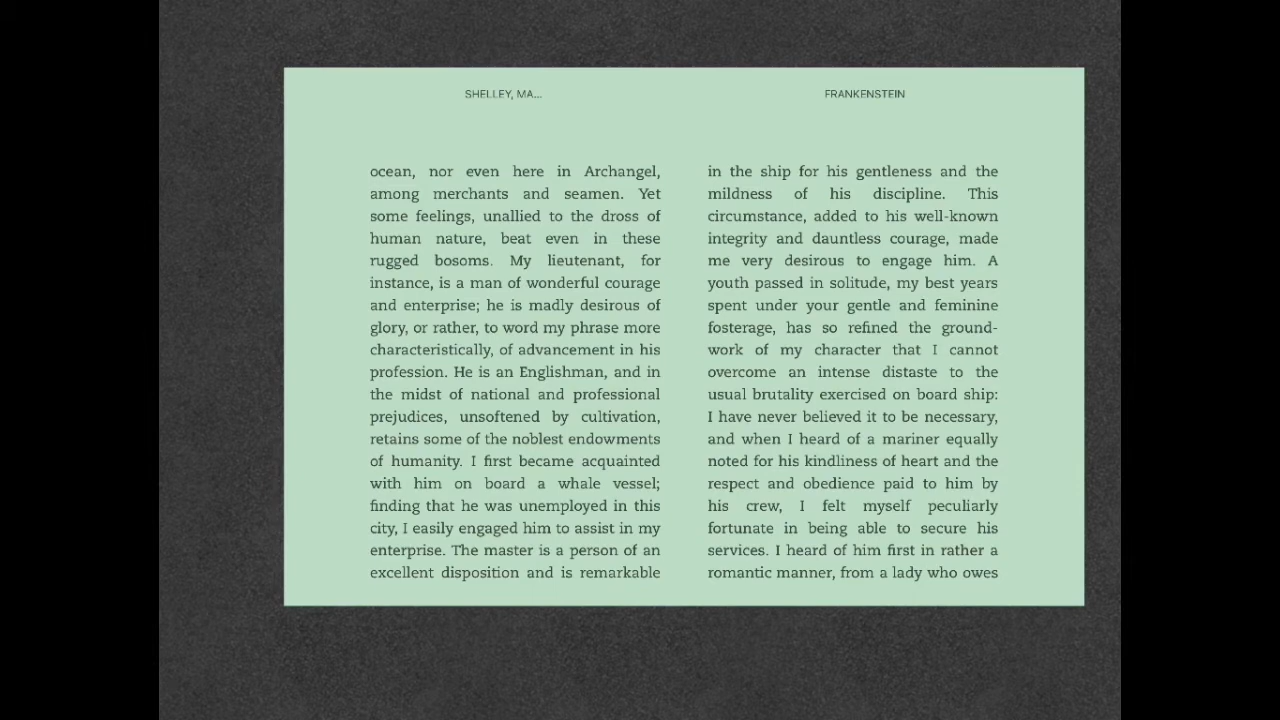 SHELLEY, MA...
ocean, nor even here in Archangel,
among merchants and seamen. Yet
some feelings, unallied to the dross of
human nature, beat even in these
rugged bosoms. My lieutenant, for
instance, is a man of wonderful courage
and enterprise; he is madly desirous of
glory, or rather, to word my phrase more
characteristically, of advancement in his
profession. He is an Englishman, and in
the midst of national and professional
prejudices, unsoftened by cultivation,
retains some of the noblest endowments
of humanity. I first became acquainted
with him on board a whale vessel;
finding that he was unemployed in this
city, I easily engaged him to assist in my
enterprise. The master is a person of an
excellent disposition and is remarkable
FRANKENSTEIN
in the ship for his gentleness and the
mildness of his discipline. This
circumstance, added to his well-known
integrity and dauntless courage, made
me very desirous to engage him. A
youth passed in solitude, my best years
spent under your gentle and feminine
fosterage, has so refined the ground-
work of my character that I cannot
overcome an intense distaste to the
usual brutality exercised on board ship:
I have never believed it to be necessary,
and when I heard of a mariner equally
noted for his kindliness of heart and the
respect and obedience paid to him by
his crew, I felt myself peculiarly
fortunate in being able to secure his
services. I heard of him first in rather a
romantic manner, from a lady who owes